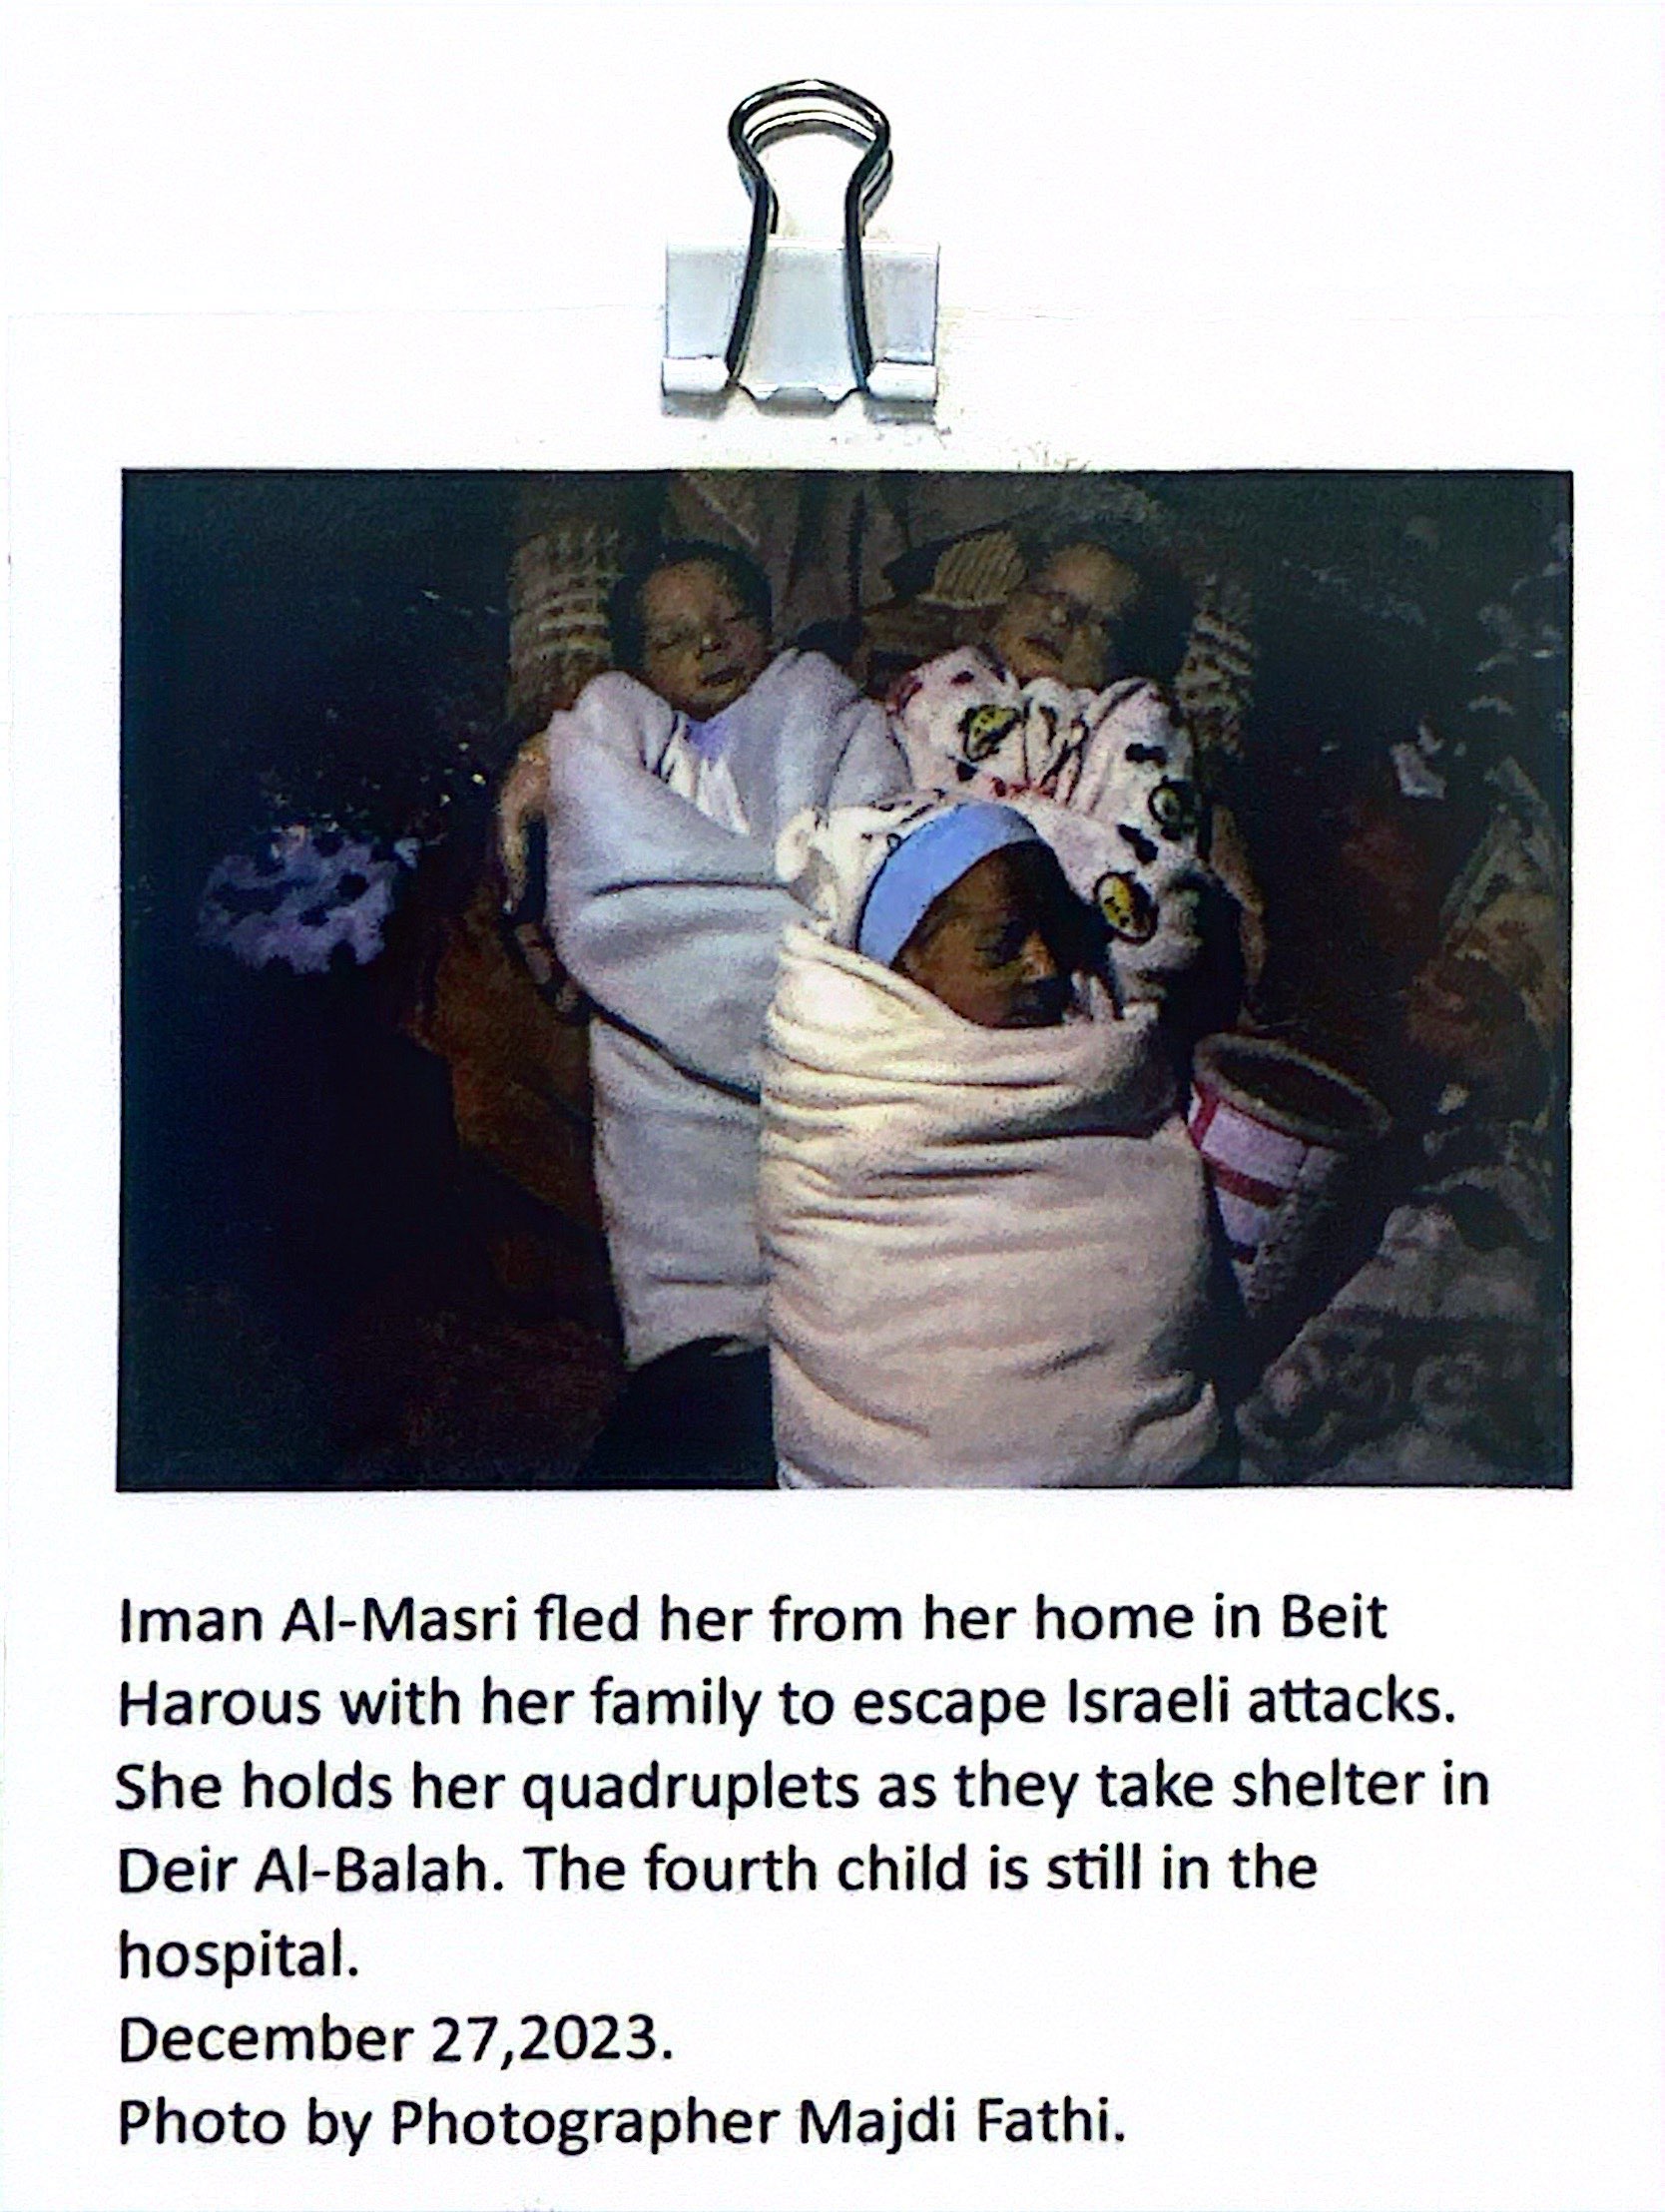 Iman Al-Masri fled her from her home in Beit
Harous with her family to escape Israeli attacks.
She holds her quadruplets as they take shelter in
Deir Al-Balah. The fourth child is still in the
hospital.
December 27,2023.
Photo by Photographer Majdi Fathi.